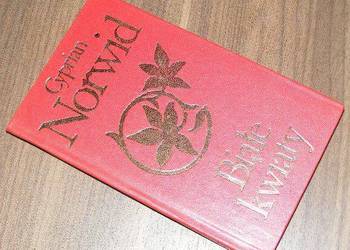 Cyprian
Norwid
Białe
kwiaty